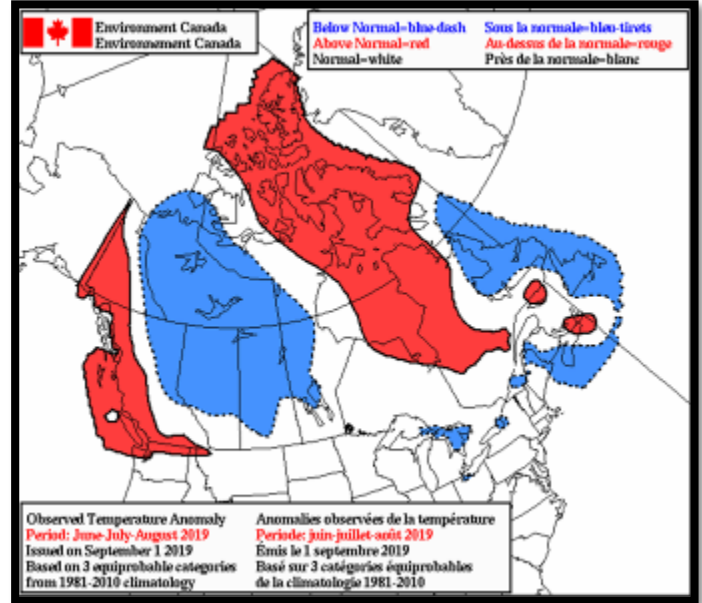 Environment Canada
Environnement Canada
Below Normal=blue-dash
Above Normal=red
Normal=white
Sous la normale=bleu-tirets
Au-dessus de la normale=rouge
Près de la normale=blanc
Observed Temperature Anomaly
Period: June-July-August 2019
Issued on September 1 2019
Based on 3 equiprobable categories
from 1981-2010 climatology
Anomalies observées de la température
Periode: juin-juillet-août 2019
Émis le 1 septembre 2019
Basé sur 3 catégories équiprobables
de la climatologie 1981-2010